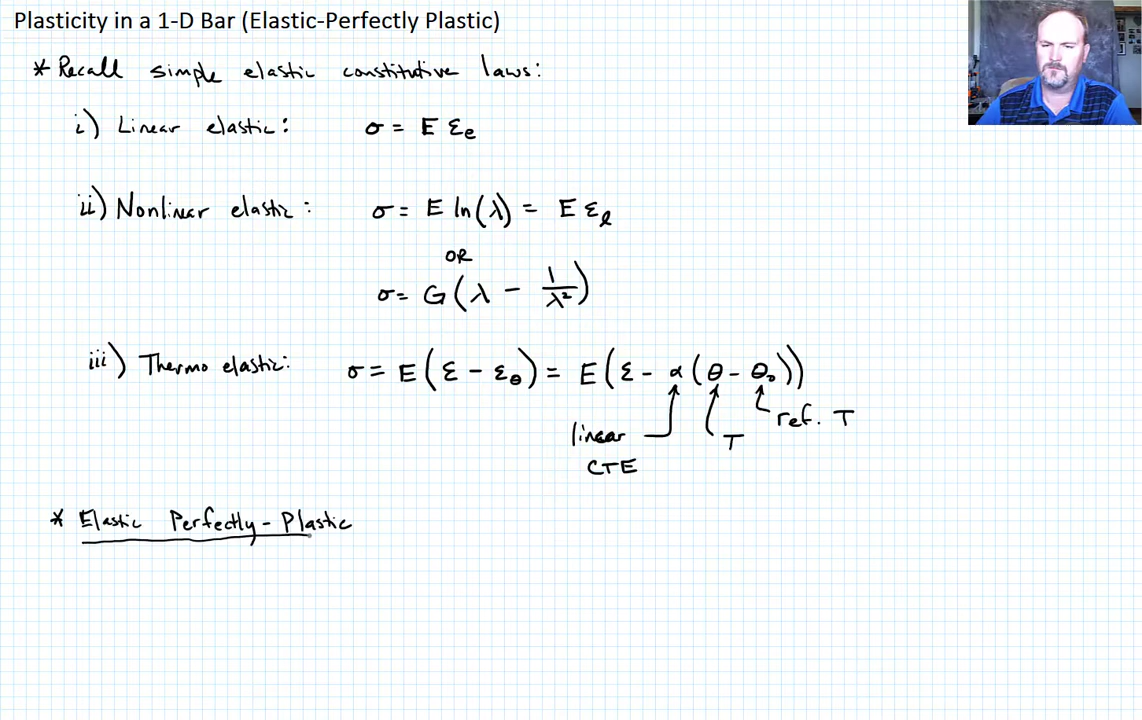 Plasticity in a 1-D Bar (Elastic-Perfectly Plastic)
* Recall simple elastic constitutive laws:
i) Linear elastic: σ = E εe
ii) Nonlinear elastic: σ = E ln(λ) = E εl
OR
σ = G(λ - 1/λ²)
iii) Thermo elastic: σ = E(ε - εθ) = E(ε - α(θ - θ₀))
ref. T
linear T
CTE
* Elastic Perfectly-Plastic